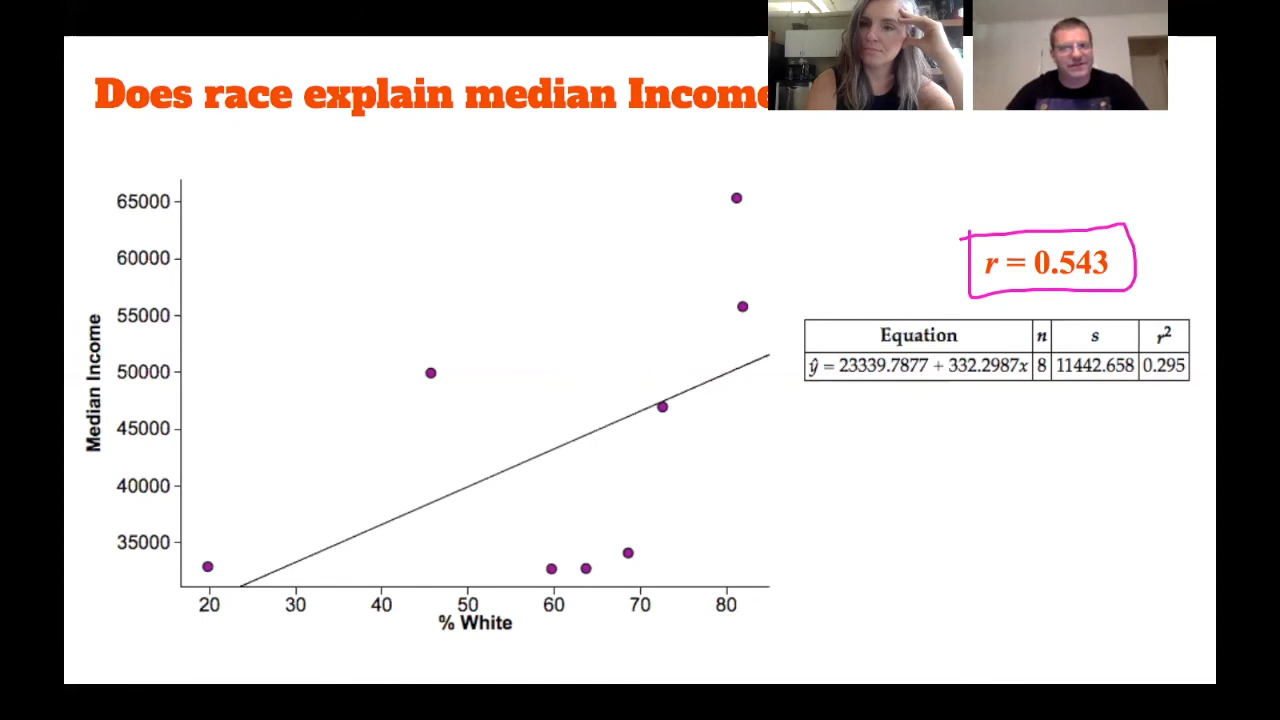 Does race explain median Income
65000
60000
55000
50000
45000
40000
35000
Median Income
20 30 40 50 60 70 80
% White
r = 0.543
Equation n s r²
ŷ = 23339.7877 + 332.2987x 8 11442.658 0.295